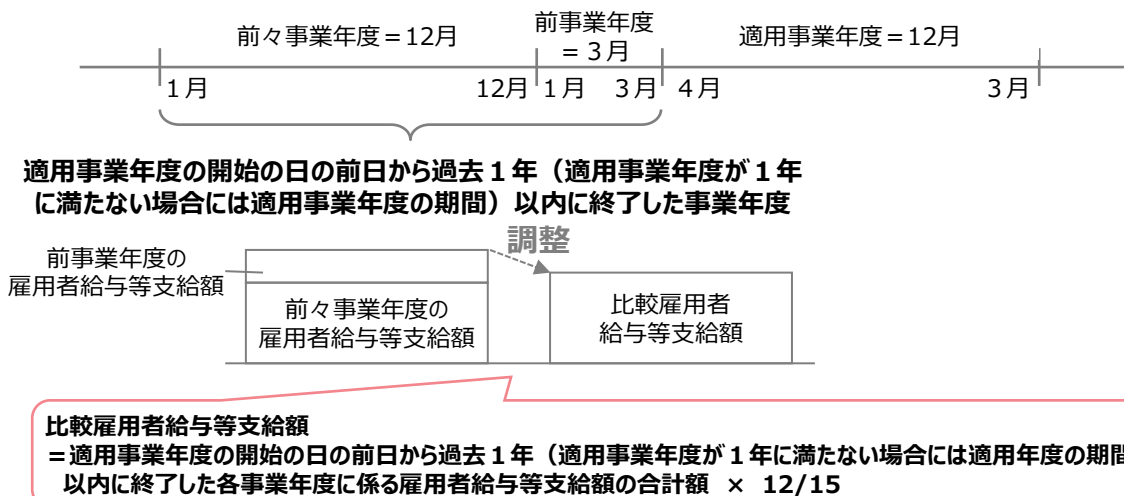 前々事業年度＝12月
前事業年度
＝３月
適用事業年度＝12月
１月
12月
１月
３月
４月
３月
適用事業年度の開始の日の前日から過去１年（適用事業年度が１年
に満たない場合には適用事業年度の期間）以内に終了した事業年度
調整
前事業年度の
雇用者給与等支給額
前々事業年度の
雇用者給与等支給額
比較雇用者
給与等支給額
比較雇用者給与等支給額
＝適用事業年度の開始の日の前日から過去１年（適用事業年度が１年に満たない場合には適用年度の期間
以内に終了した各事業年度に係る雇用者給与等支給額の合計額 × 12/15